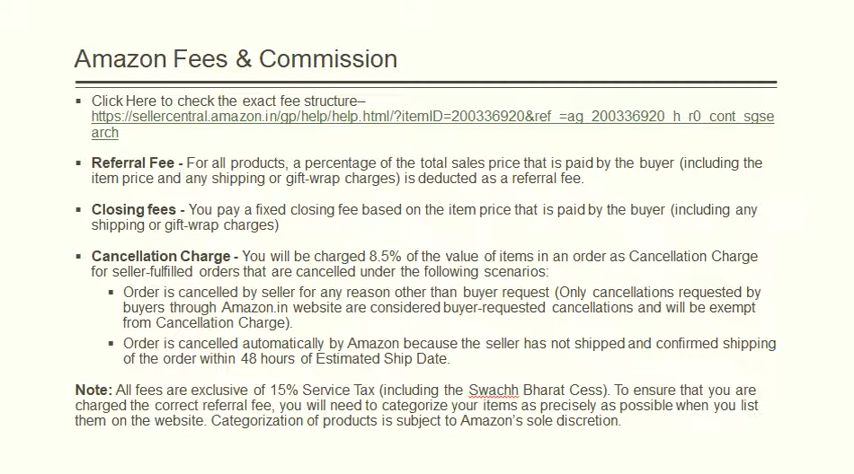 Amazon Fees & Commission
▪ Click Here to check the exact fee structure–
https://sellercentral.amazon.in/gp/help/help.html/?itemID=200336920&ref_=ag_200336920_h_r0_cont_sgse
arch
▪ Referral Fee - For all products, a percentage of the total sales price that is paid by the buyer (including the
item price and any shipping or gift-wrap charges) is deducted as a referral fee.
▪ Closing fees - You pay a fixed closing fee based on the item price that is paid by the buyer (including any
shipping or gift-wrap charges)
▪ Cancellation Charge - You will be charged 8.5% of the value of items in an order as Cancellation Charge
for seller-fulfilled orders that are cancelled under the following scenarios:
▪ Order is cancelled by seller for any reason other than buyer request (Only cancellations requested by
buyers through Amazon.in website are considered buyer-requested cancellations and will be exempt
from Cancellation Charge).
▪ Order is cancelled automatically by Amazon because the seller has not shipped and confirmed shipping
of the order within 48 hours of Estimated Ship Date.
Note: All fees are exclusive of 15% Service Tax (including the Swachh Bharat Cess). To ensure that you are
charged the correct referral fee, you will need to categorize your items as precisely as possible when you list
them on the website. Categorization of products is subject to Amazon's sole discretion.